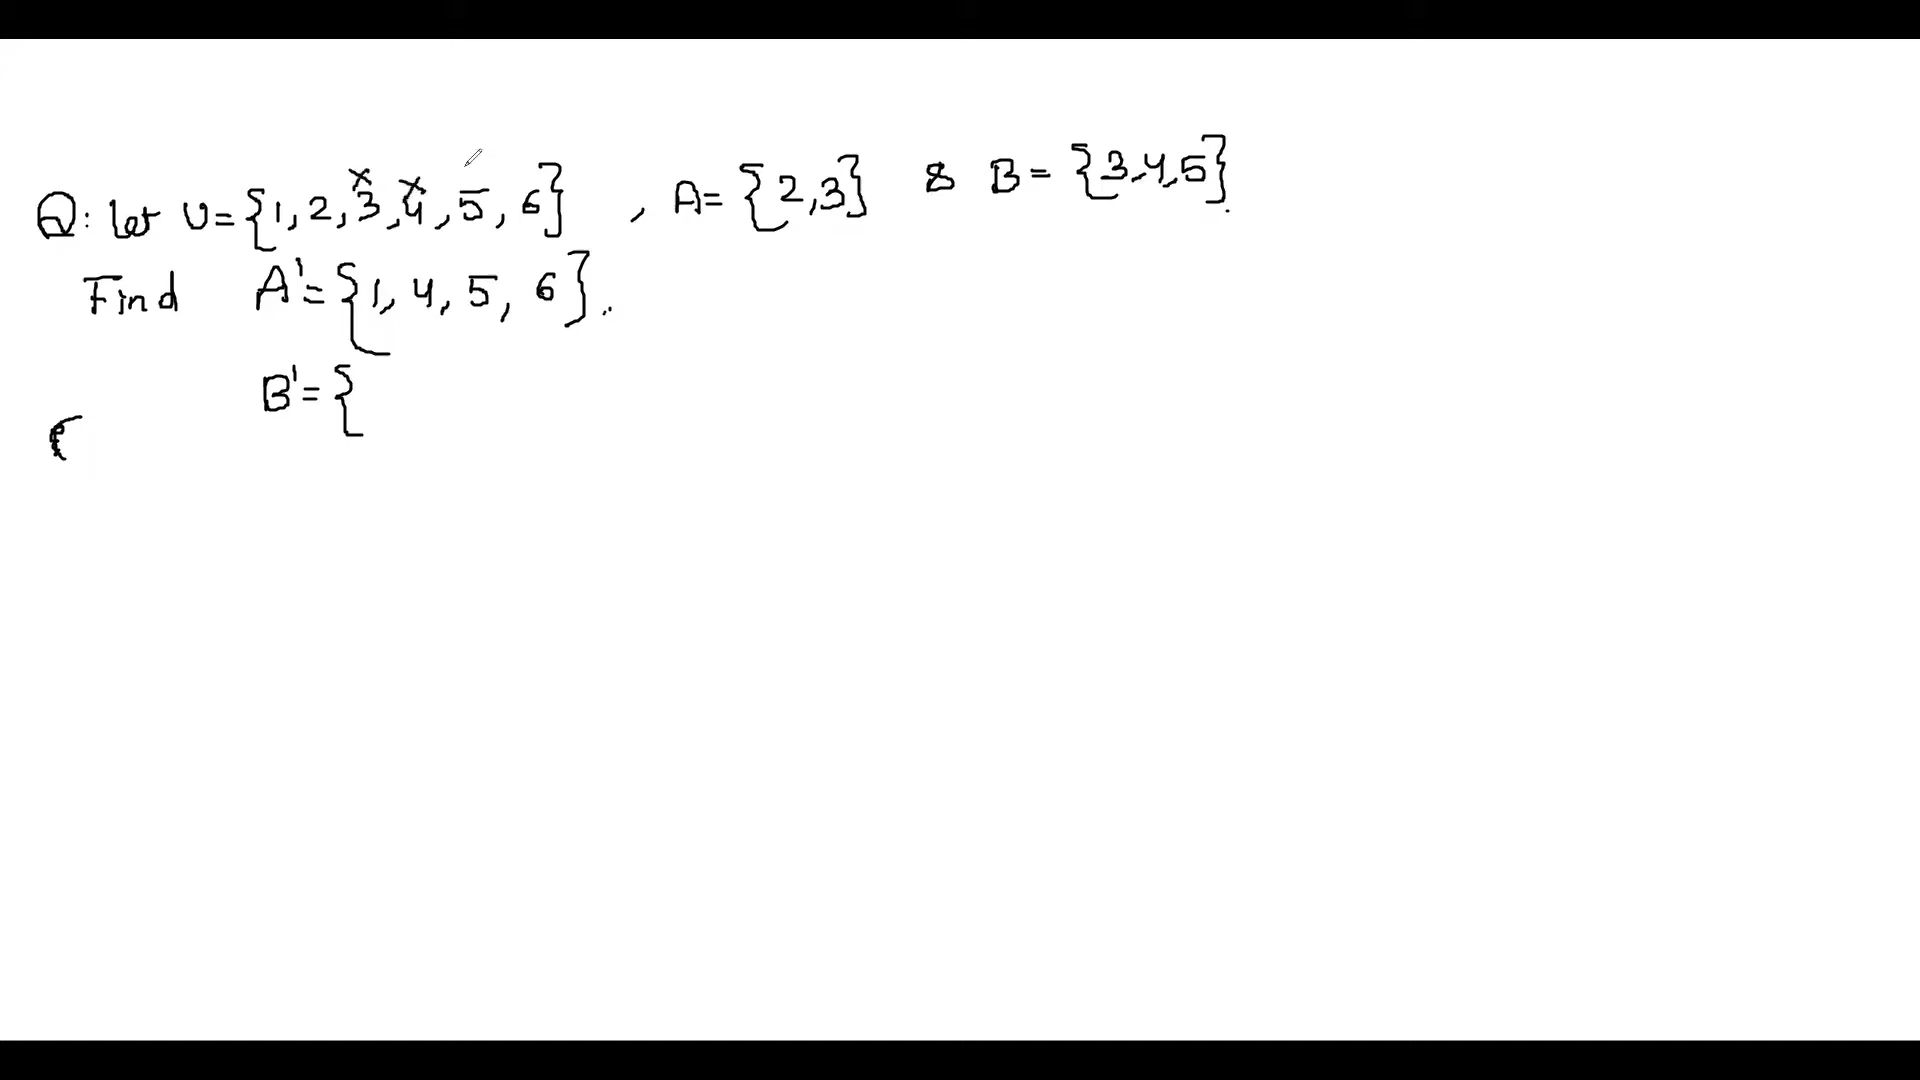 Q: let U={1, 2, 3, 4, 5, 6} , A= {2,3} & B= {3,4,5}.
Find A'={1, 4, 5, 6}.
B'={